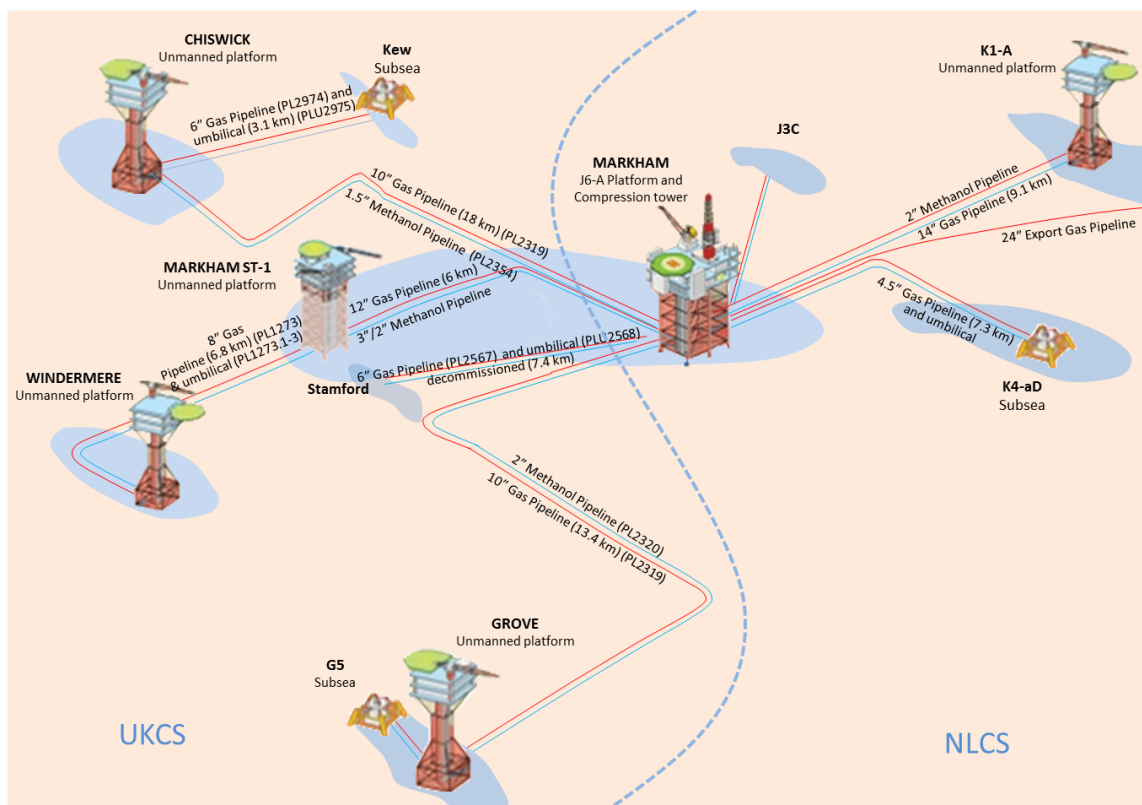 CHISWICK
Unmanned platform
Kew
Subsea
6” Gas Pipeline (PL2974) and
umbilical (3.1 km) (PLU2975)
K1-A
Unmanned platform
J3C
MARKHAM
J6-A Platform and
Compression tower
10” Gas Pipeline (18 km) (PL2319)
1.5” Methanol Pipeline (PL2354)
2” Methanol Pipeline
14” Gas Pipeline (9.1 km)
24” Export Gas Pipeline
MARKHAM ST-1
Unmanned platform
12” Gas Pipeline (6 km)
3”/2” Methanol Pipeline
4.5” Gas Pipeline (7.3 km)
and umbilical
8” Gas
Pipeline (6.8 km) (PL1273)
& umbilical (PL1273.1-3)
WINDERMERE
Unmanned platform
Stamford
6” Gas Pipeline (PL2567) and umbilical (PLU2568)
decommissioned (7.4 km)
K4-aD
Subsea
2” Methanol Pipeline (PL2320)
10” Gas Pipeline (13.4 km) (PL2319)
GROVE
Unmanned platform
G5
Subsea
UKCS
NLCS